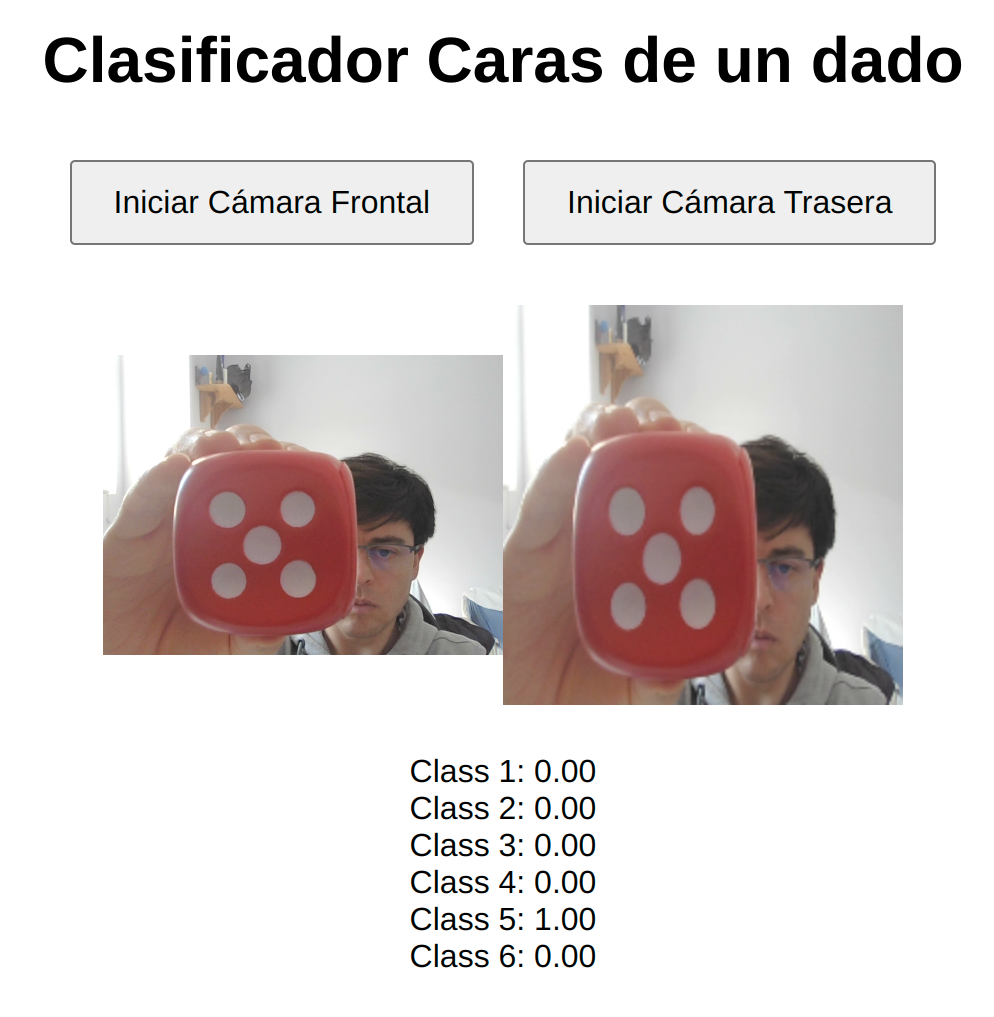 Clasificador Caras de un dado
Iniciar Cámara Frontal
Iniciar Cámara Trasera
Class 1: 0.00
Class 2: 0.00
Class 3: 0.00
Class 4: 0.00
Class 5: 1.00
Class 6: 0.00